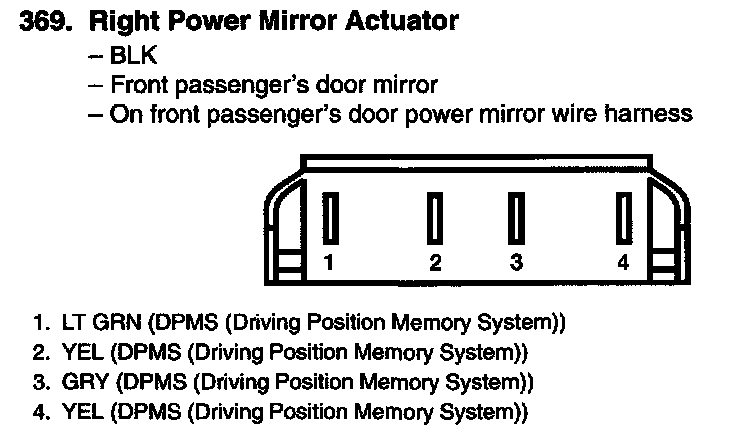 369. Right Power Mirror Actuator
– BLK
– Front passenger's door mirror
– On front passenger's door power mirror wire harness
1 2 3 4
1. LT GRN (DPMS (Driving Position Memory System))
2. YEL (DPMS (Driving Position Memory System))
3. GRY (DPMS (Driving Position Memory System))
4. YEL (DPMS (Driving Position Memory System))